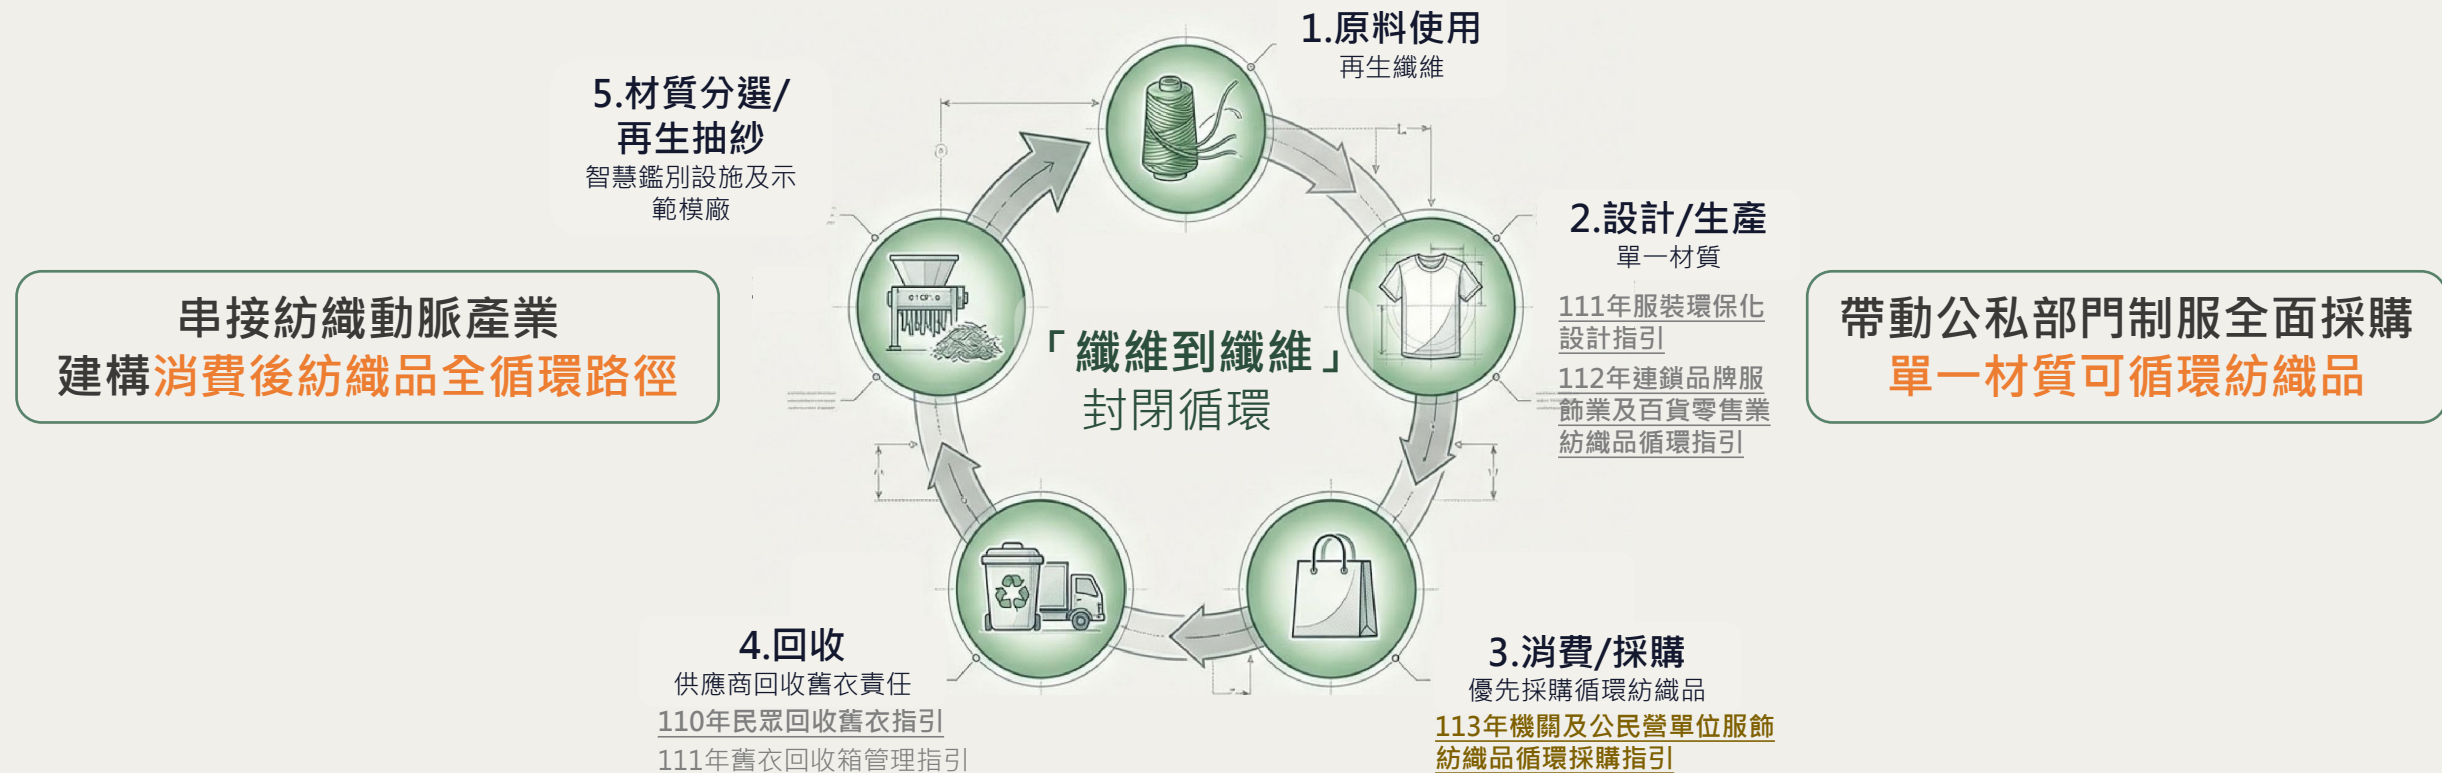 1.原料使用
再生纖維
5.材質分選/
再生抽紗
智慧鑑別設施及示
範模廠
2.設計/生產
單一材質
111年服裝環保化
設計指引
112年連鎖品牌服
飾業及百貨零售業
紡織品循環指引
串接紡織動脈產業
建構消費後紡織品全循環路徑
「纖維到纖維」
封閉循環
帶動公私部門制服全面採購
單一材質可循環紡織品
4.回收
供應商回收舊衣責任
110年民眾回收舊衣指引
111年舊衣回收箱管理指引
3.消費/採購
優先採購循環紡織品
113年機關及公民營單位服飾
紡織品循環採購指引